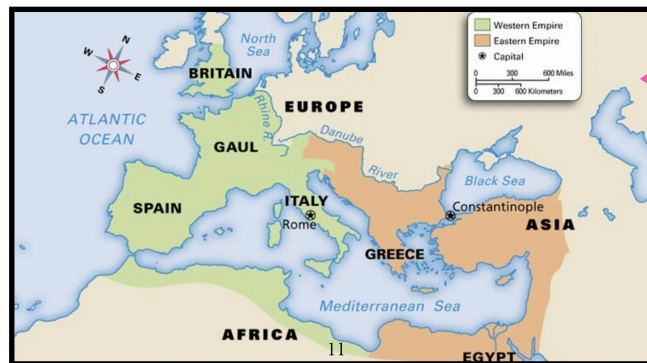 Western Empire
Eastern Empire
Capital
0 300 600 Miles
0 300 600 Kilometers
N
W
E
S
North
Sea
BRITAIN
EUROPE
Rhine R.
ATLANTIC
OCEAN
GAUL
Danube
River
Black Sea
SPAIN
ITALY
Rome
Constantinople
ASIA
GREECE
Mediterranean Sea
AFRICA
11
EGYPT